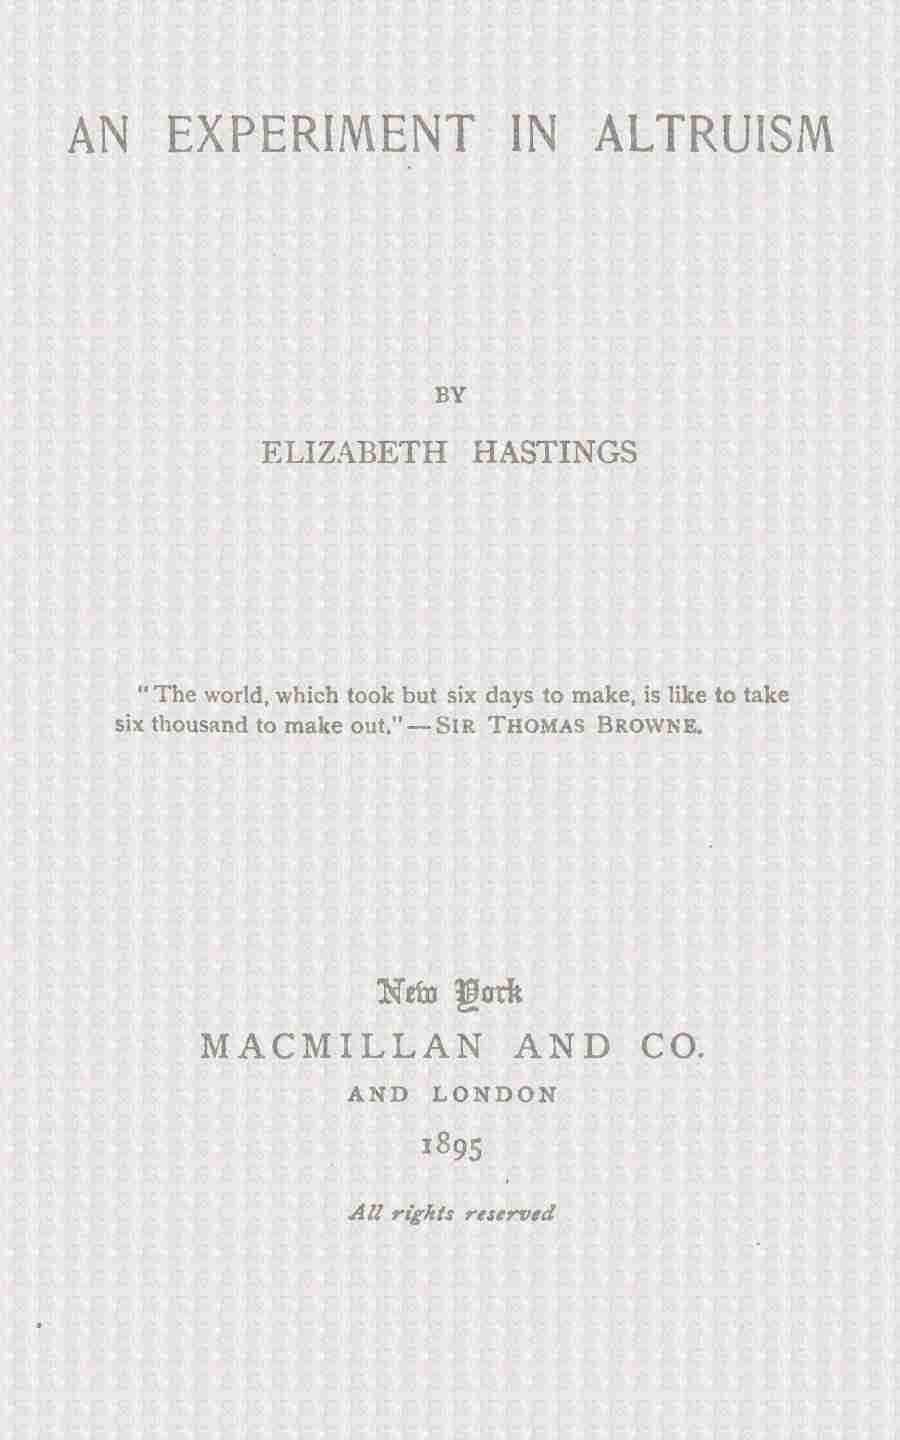 AN EXPERIMENT IN ALTRUISM
BY
ELIZABETH HASTINGS
"The world, which took but six days to make, is like to take
six thousand to make out."—SIR THOMAS BROWNE.
New York
MACMILLAN AND CO.
AND LONDON
1895
All rights reserved